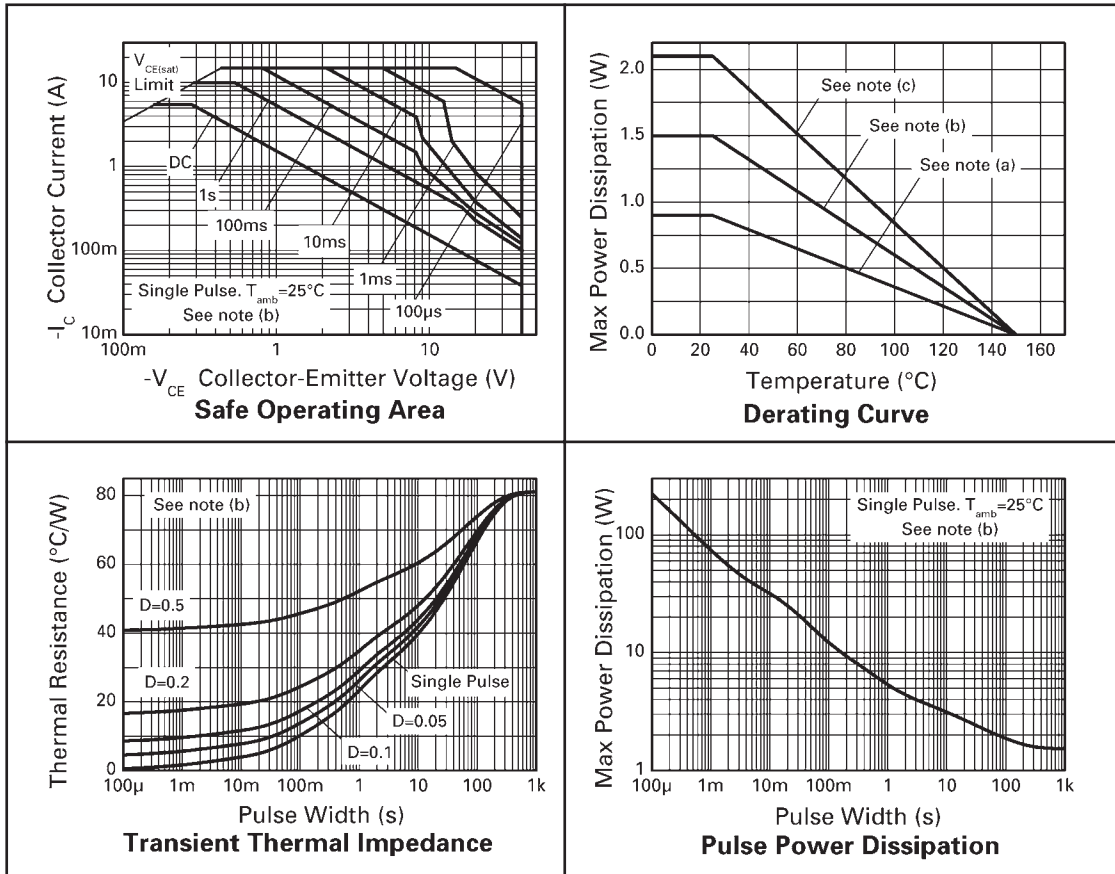 V_CE(sat)
Limit
10
1
100m
10m
DC
1s
100ms
10ms
1ms
100µs
Single Pulse. T_amb=25°C
See note (b)
100m
1
10
-I_C Collector Current (A)
-V_CE Collector-Emitter Voltage (V)
Safe Operating Area
2.0
1.5
1.0
0.5
0.0
See note (c)
See note (b)
See note (a)
0
20
40
60
80
100
120
140
160
Max Power Dissipation (W)
Temperature (°C)
Derating Curve
80
60
40
20
0
See note (b)
D=0.5
D=0.2
Single Pulse
D=0.05
D=0.1
100µ
1m
10m
100m
1
10
100
1k
Thermal Resistance (°C/W)
Pulse Width (s)
Transient Thermal Impedance
100
10
1
Single Pulse. T_amb=25°C
See note (b)
100µ
1m
10m
100m
1
10
100
1k
Max Power Dissipation (W)
Pulse Width (s)
Pulse Power Dissipation